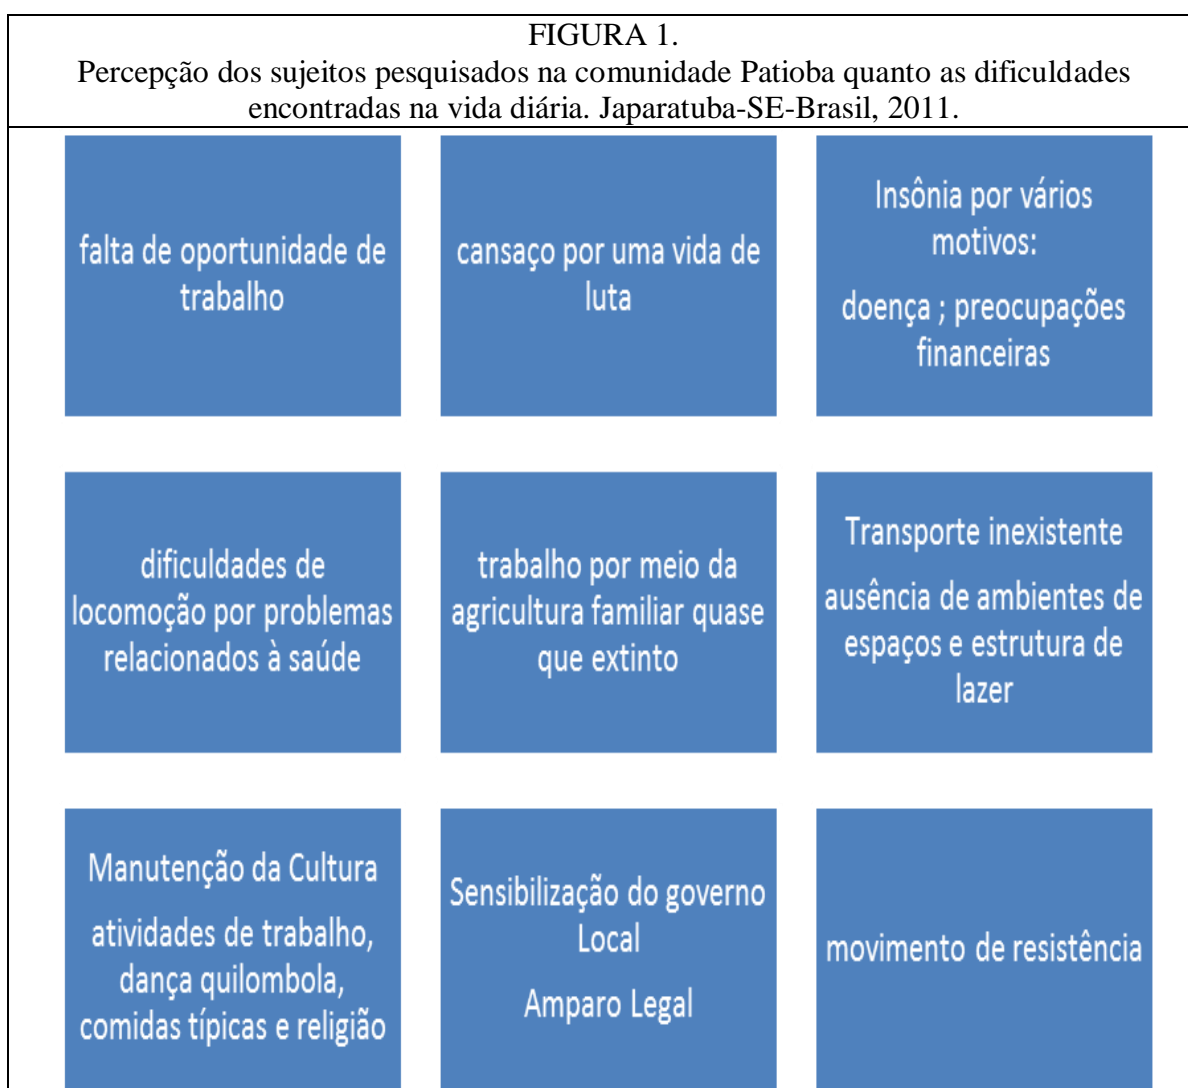 FIGURA 1.
Percepção dos sujeitos pesquisados na comunidade Patioba quanto as dificuldades
encontradas na vida diária. Japaratuba-SE-Brasil, 2011.
falta de oportunidade de
trabalho
cansaço por uma vida de
luta
Insônia por vários
motivos:
doença ; preocupações
financeiras
dificuldades de
locomoção por problemas
relacionados à saúde
trabalho por meio da
agricultura familiar quase
que extinto
Transporte inexistente
ausência de ambientes de
espaços e estrutura de
lazer
Manutenção da Cultura
atividades de trabalho,
dança quilombola,
comidas típicas e religião
Sensibilização do governo
Local
Amparo Legal
movimento de resistência